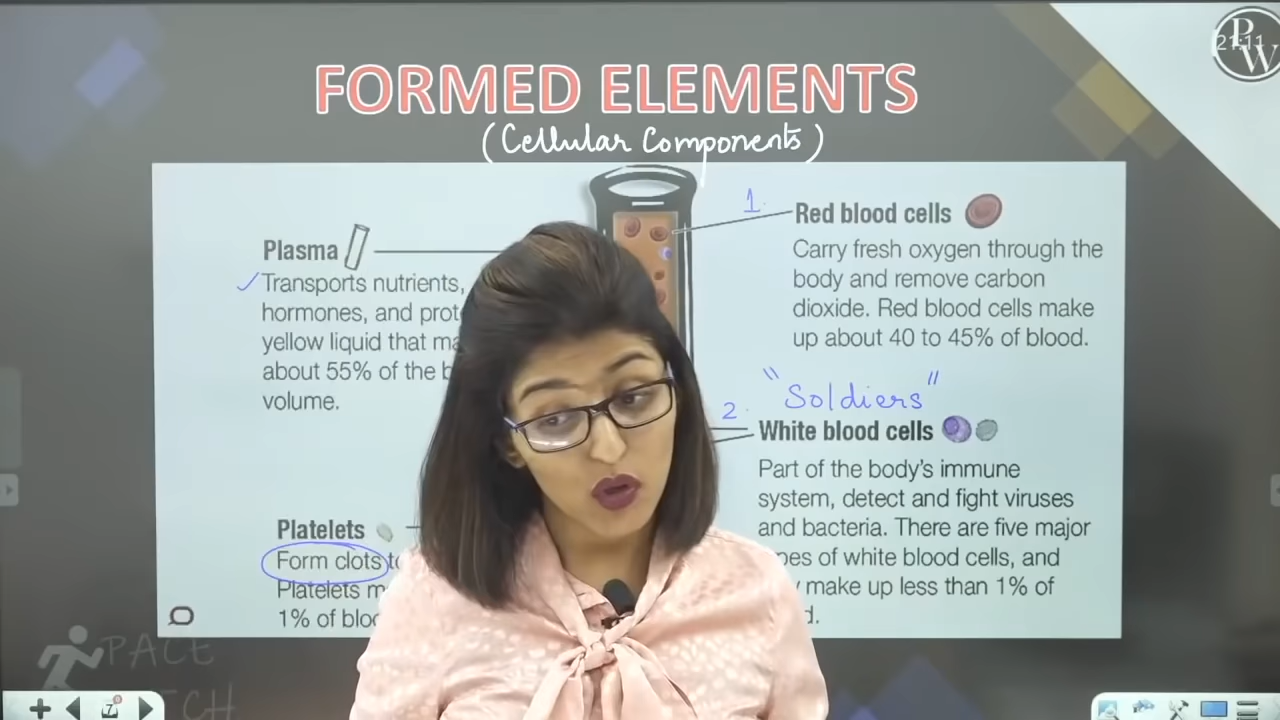 PW
21:11
FORMED ELEMENTS
(Cellular Components)
1.
Red blood cells
Carry fresh oxygen through the
body and remove carbon
dioxide. Red blood cells make
up about 40 to 45% of blood.
Plasma
Transports nutrients,
hormones, and
yellow liquid that
about 55% of the
volume.
"Soldiers"
2.
White blood cells
Part of the body's immune
system, detect and fight viruses
and bacteria. There are five major
of white blood cells, and
make up less than 1% of
Platelets
Form clots
Platelets
1% of
PACE
7